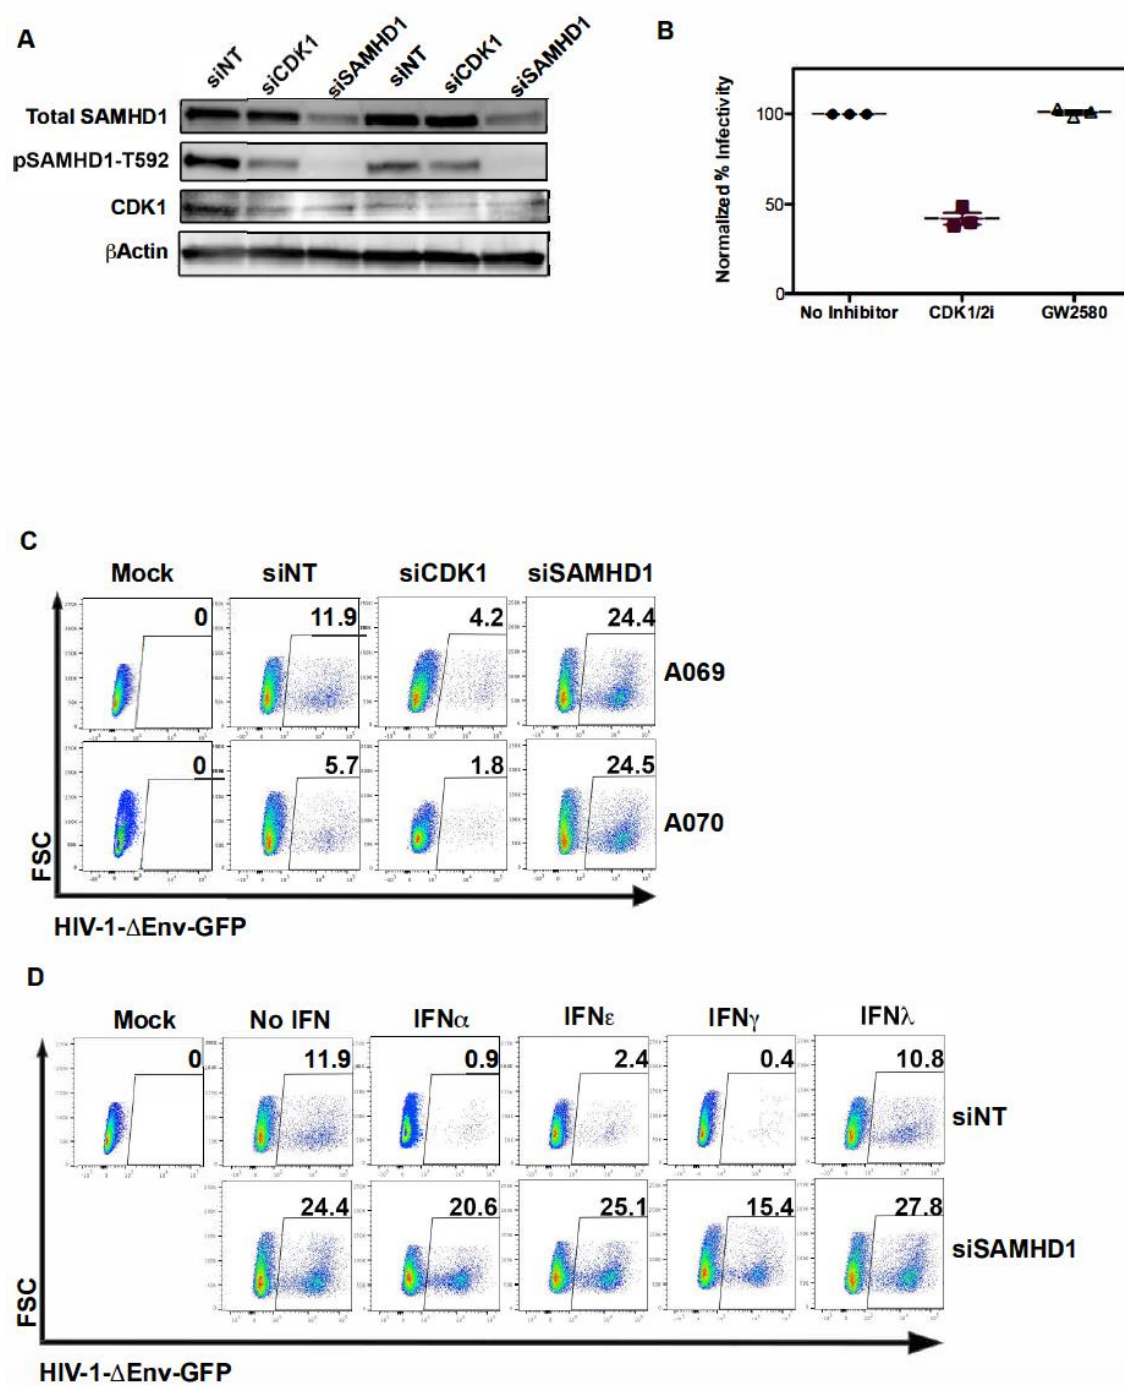 A
siNT siCDK1 siSAMHD1 siNT siCDK1 siSAMHD1
Total SAMHD1
pSAMHD1-T592
CDK1
βActin
B
Normalized % Infectivity
100
50
0
No Inhibitor CDK1/2i GW2580
C
Mock siNT siCDK1 siSAMHD1
0 11.9 4.2 24.4
A069
0 5.7 1.8 24.5
A070
FSC
HIV-1-ΔEnv-GFP
D
Mock No IFN IFNα IFNε IFNγ IFNλ
0 11.9 0.9 2.4 0.4 10.8
siNT
24.4 20.6 25.1 15.4 27.8
siSAMHD1
FSC
HIV-1-ΔEnv-GFP